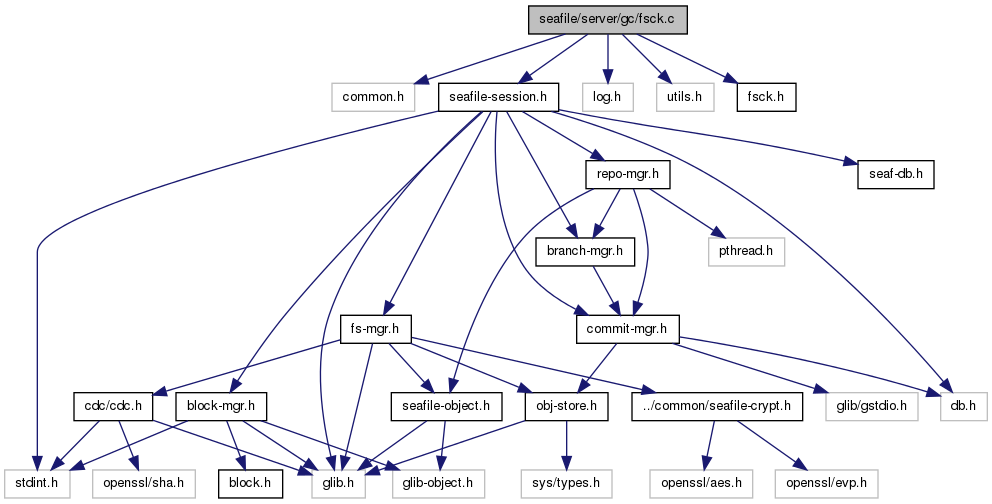 seafile/server/gc/fsck.c
common.h
seafile-session.h
log.h
utils.h
fsck.h
repo-mgr.h
seaf-db.h
branch-mgr.h
pthread.h
fs-mgr.h
commit-mgr.h
cdc/cdc.h
block-mgr.h
seafile-object.h
obj-store.h
../common/seafile-crypt.h
glib/gstdio.h
db.h
stdint.h
openssl/sha.h
block.h
glib.h
glib-object.h
sys/types.h
openssl/aes.h
openssl/evp.h